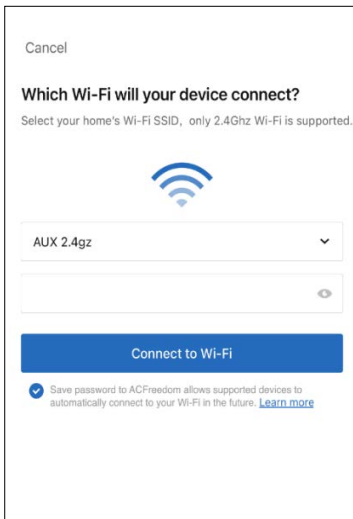 Cancel
Which Wi-Fi will your device connect?
Select your home's Wi-Fi SSID, only 2.4Ghz Wi-Fi is supported.
AUX 2.4gz
Connect to Wi-Fi
Save password to ACFreedom allows supported devices to
automatically connect to your Wi-Fi in the future. Learn more